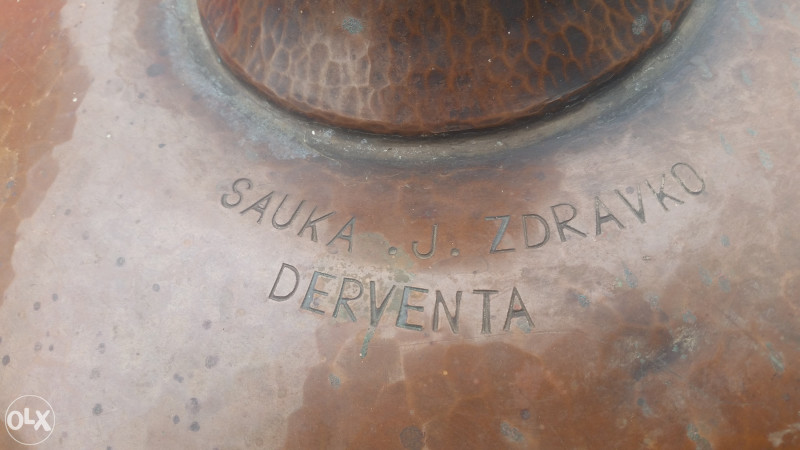 SAUKA .J. ZDRAVKO
DERVENTA
OLX